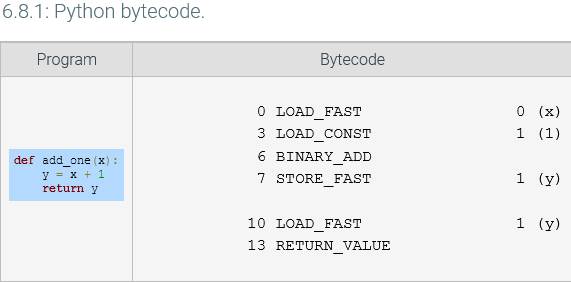 6.8.1: Python bytecode.
Program Bytecode
def add_one(x):
    y = x + 1
    return y
0 LOAD_FAST 0 (x)
3 LOAD_CONST 1 (1)
6 BINARY_ADD
7 STORE_FAST 1 (y)
10 LOAD_FAST 1 (y)
13 RETURN_VALUE